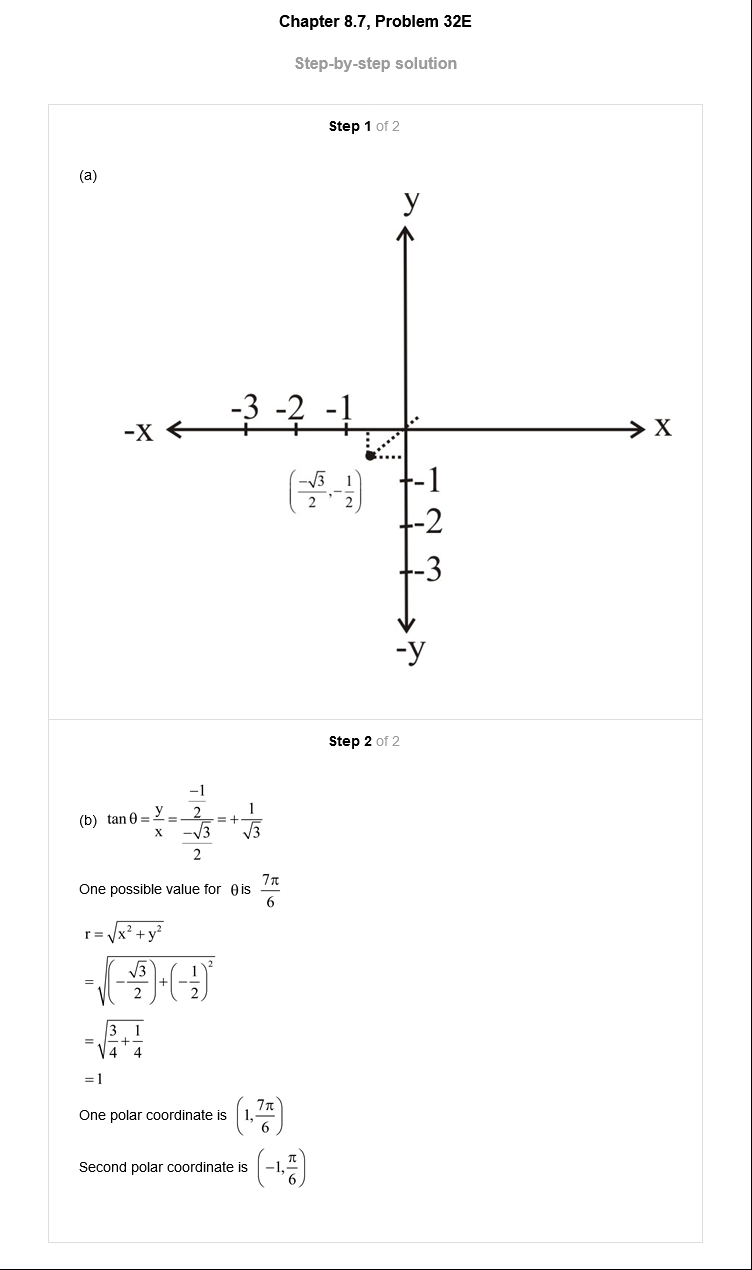 Chapter 8.7, Problem 32E
Step-by-step solution
Step 1 of 2
(a)
y
-3 -2 -1
-x x
(-√3/2, -1/2)
-1
-2
-3
-y
Step 2 of 2
(b) tan θ = y/x = (-1/2)/(-√3/2) = + 1/√3
One possible value for θ is 7π/6
r = √(x² + y²)
= √((-√3/2) + (-1/2)²)
= √(3/4 + 1/4)
= 1
One polar coordinate is (1, 7π/6)
Second polar coordinate is (-1, π/6)